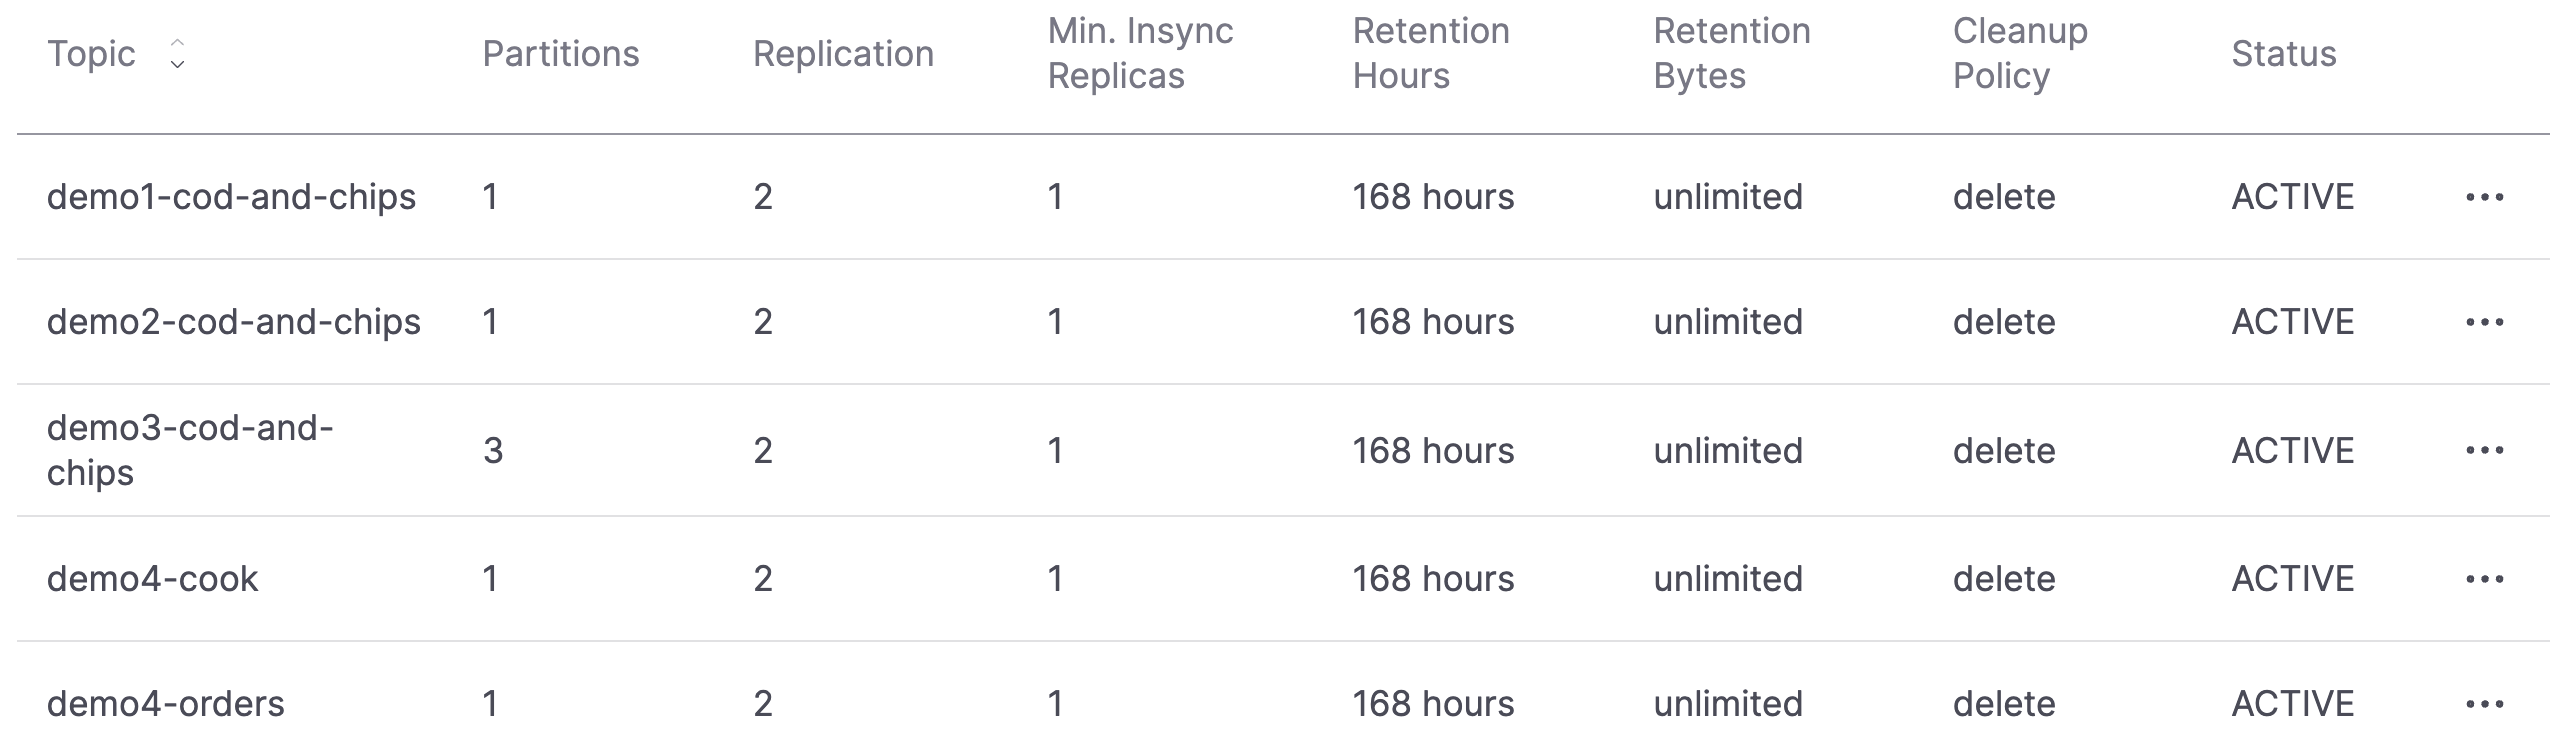 Topic Partitions Replication Min. Insync Replicas Retention Hours Retention Bytes Cleanup Policy Status
demo1-cod-and-chips 1 2 1 168 hours unlimited delete ACTIVE
demo2-cod-and-chips 1 2 1 168 hours unlimited delete ACTIVE
demo3-cod-and-chips 3 2 1 168 hours unlimited delete ACTIVE
demo4-cook 1 2 1 168 hours unlimited delete ACTIVE
demo4-orders 1 2 1 168 hours unlimited delete ACTIVE